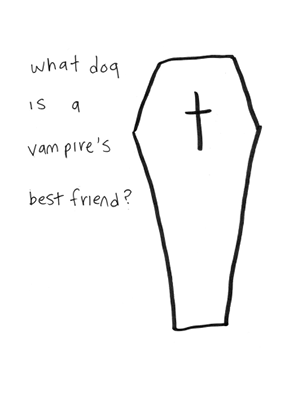 what dog
is a
vampire's
best friend?